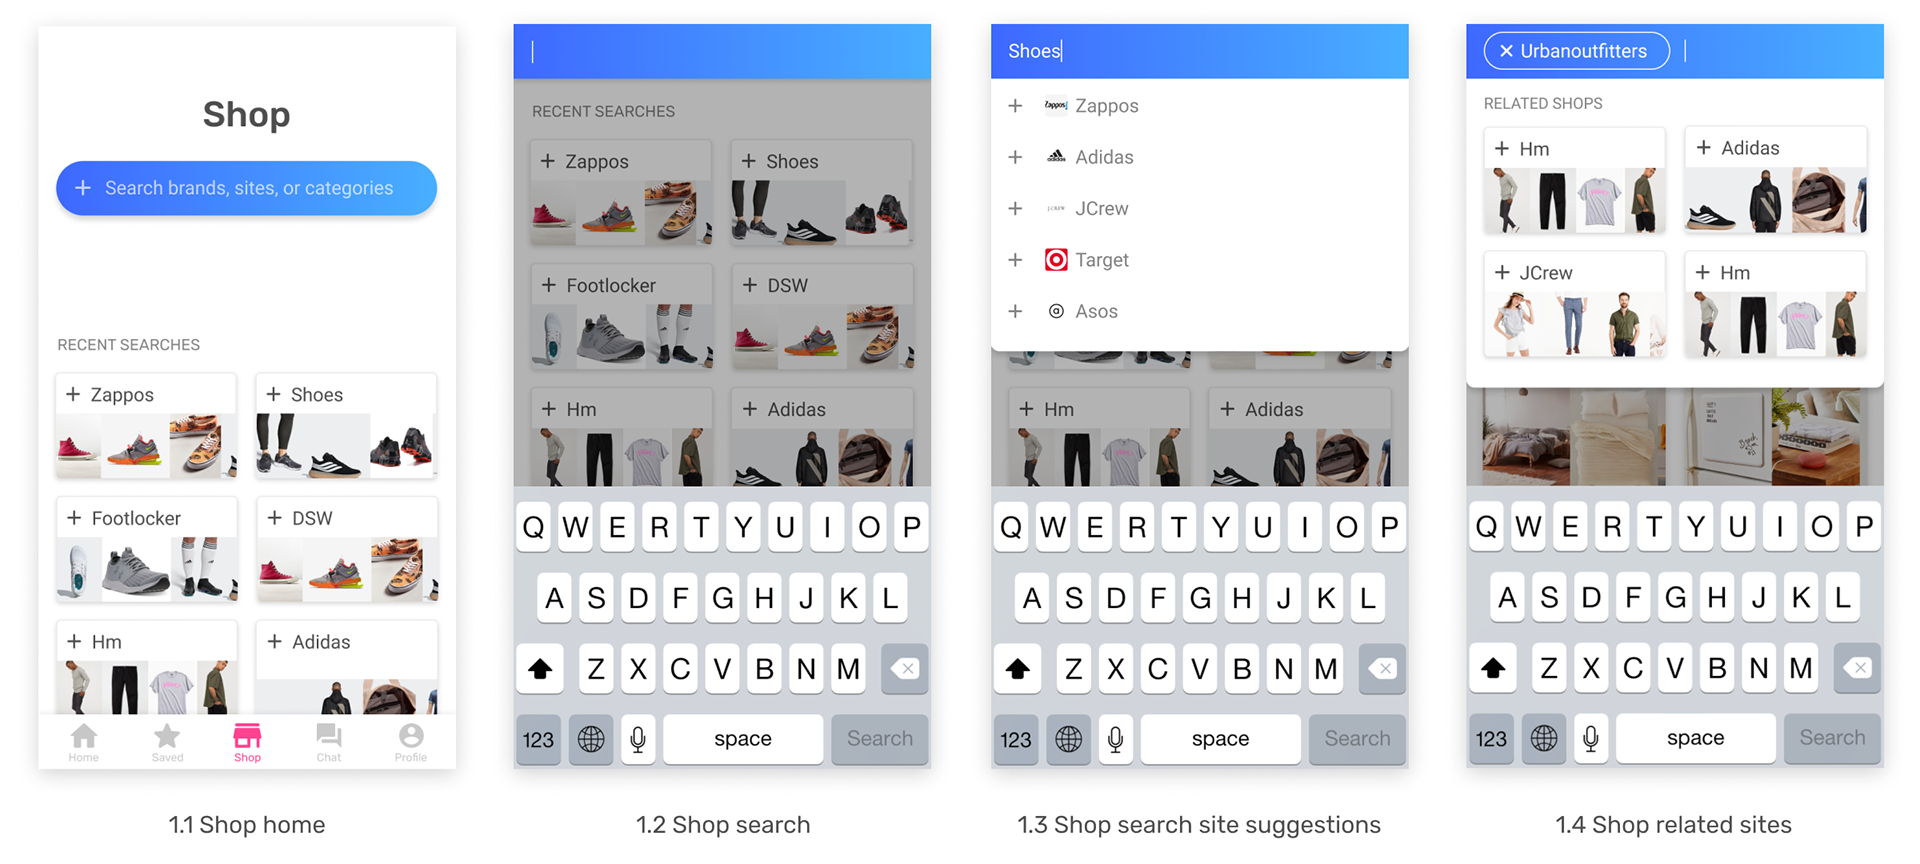 Shop
+ Search brands, sites, or categories
RECENT SEARCHES
+ Zappos
+ Shoes
+ Footlocker
+ DSW
+ Hm
+ Adidas
Home
Saved
Shop
Chat
Profile
1.1 Shop home
RECENT SEARCHES
+ Zappos
+ Shoes
+ Footlocker
+ DSW
+ Hm
+ Adidas
Q W E R T Y U I O P
A S D F G H J K L
Z X C V B N M
123
space
Search
1.2 Shop search
Shoes
+ Zappos Zappos
+ adidas Adidas
+ J.CREW JCrew
+ Target
+ @ Asos
+ Hm
+ Adidas
Q W E R T Y U I O P
A S D F G H J K L
Z X C V B N M
123
space
Search
1.3 Shop search site suggestions
✕ Urbanoutfitters
RELATED SHOPS
+ Hm
+ Adidas
+ JCrew
+ Hm
Q W E R T Y U I O P
A S D F G H J K L
Z X C V B N M
123
space
Search
1.4 Shop related sites